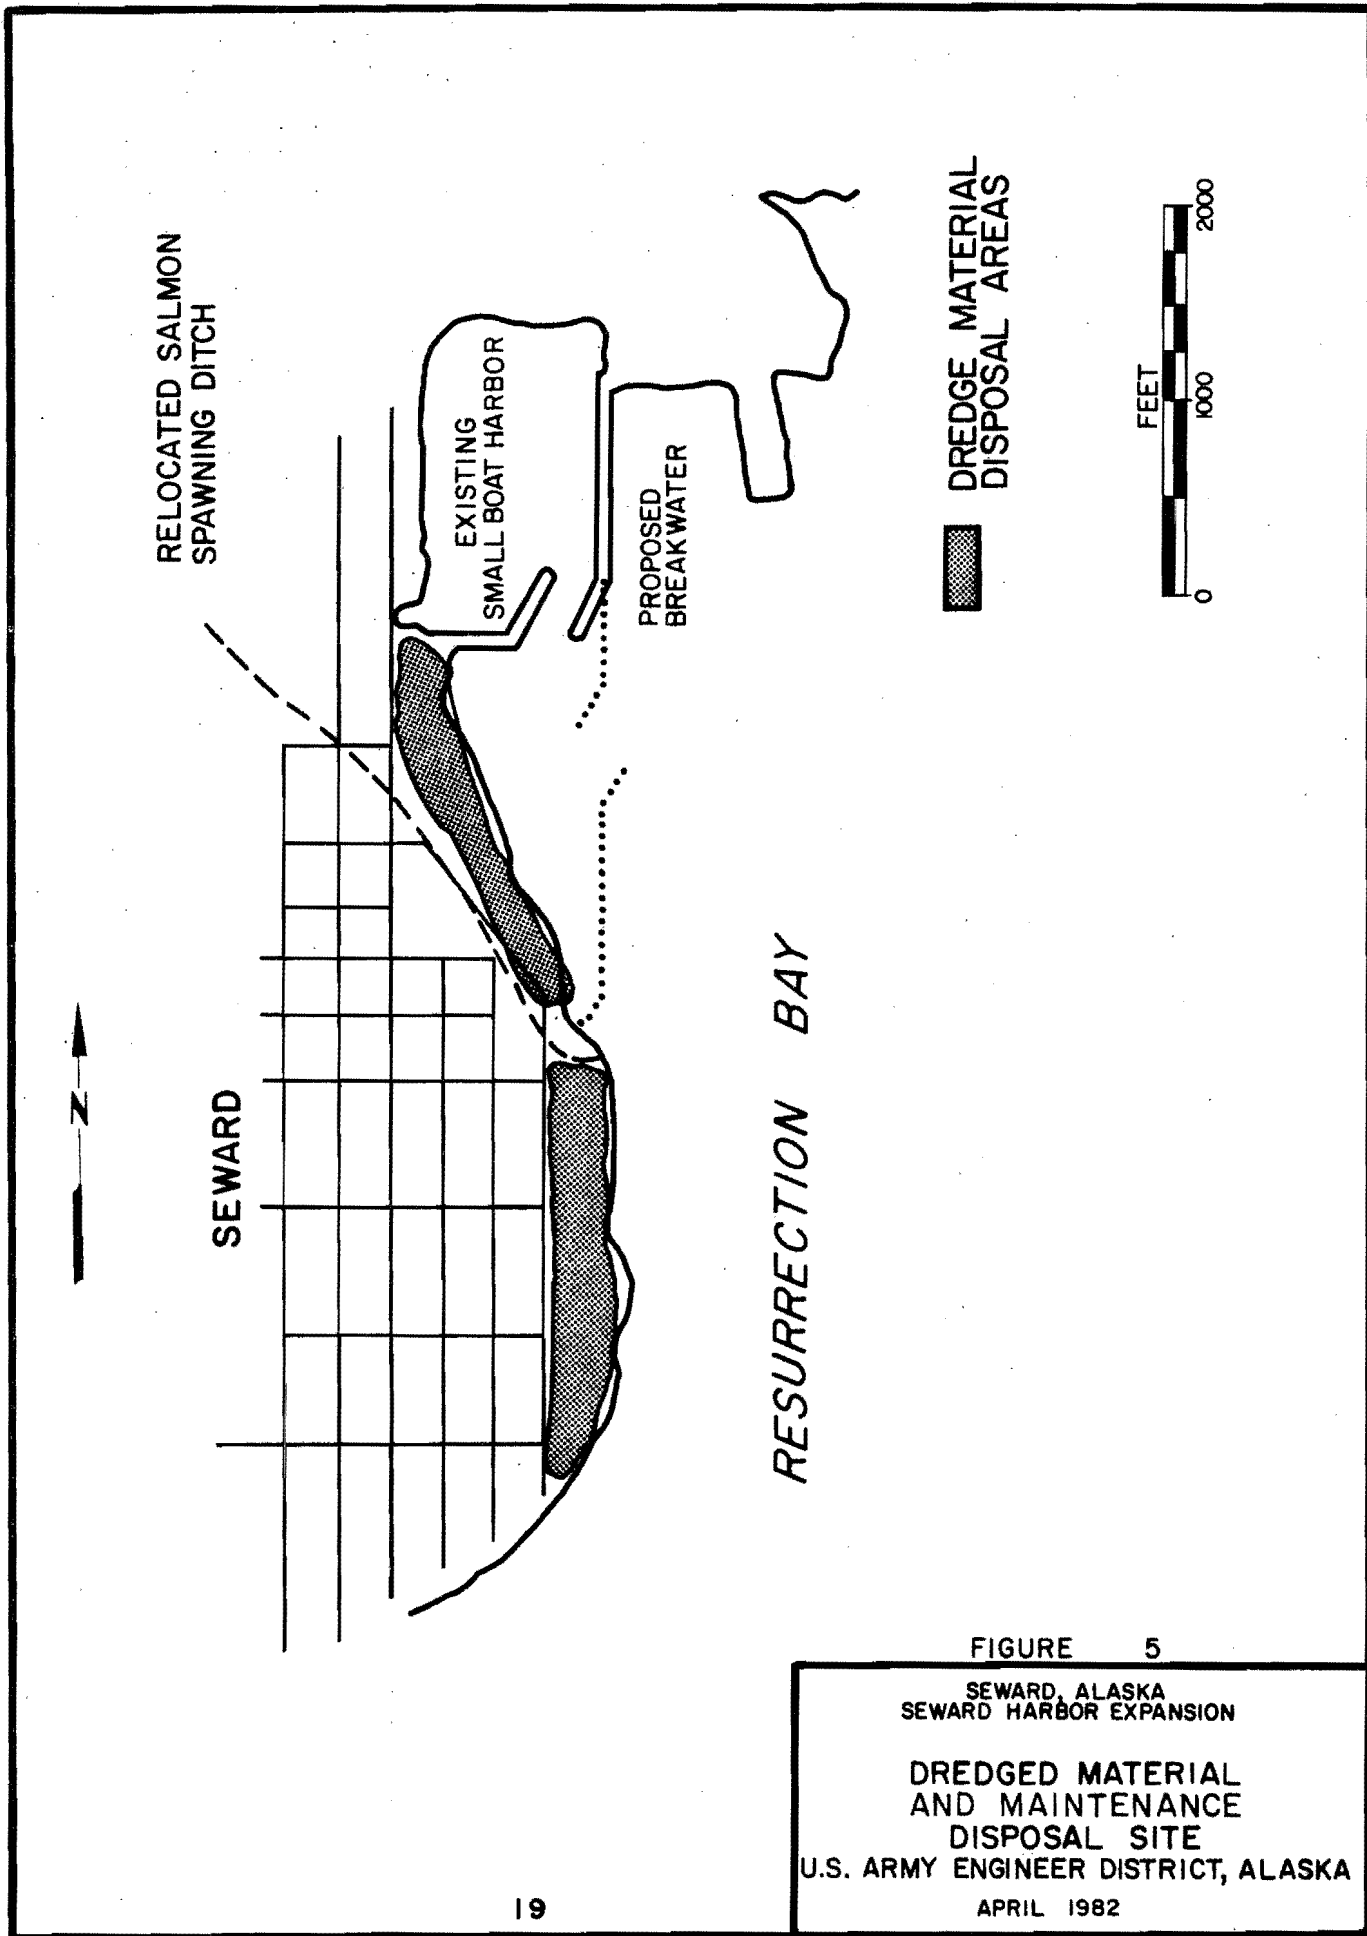 RELOCATED SALMON
SPAWNING DITCH
EXISTING
SMALL BOAT HARBOR
PROPOSED
BREAKWATER
DREDGE MATERIAL
DISPOSAL AREAS
FEET
0 1000 2000
N
SEWARD
RESURRECTION BAY
FIGURE 5
SEWARD, ALASKA
SEWARD HARBOR EXPANSION
DREDGED MATERIAL
AND MAINTENANCE
DISPOSAL SITE
U.S. ARMY ENGINEER DISTRICT, ALASKA
APRIL 1982
19